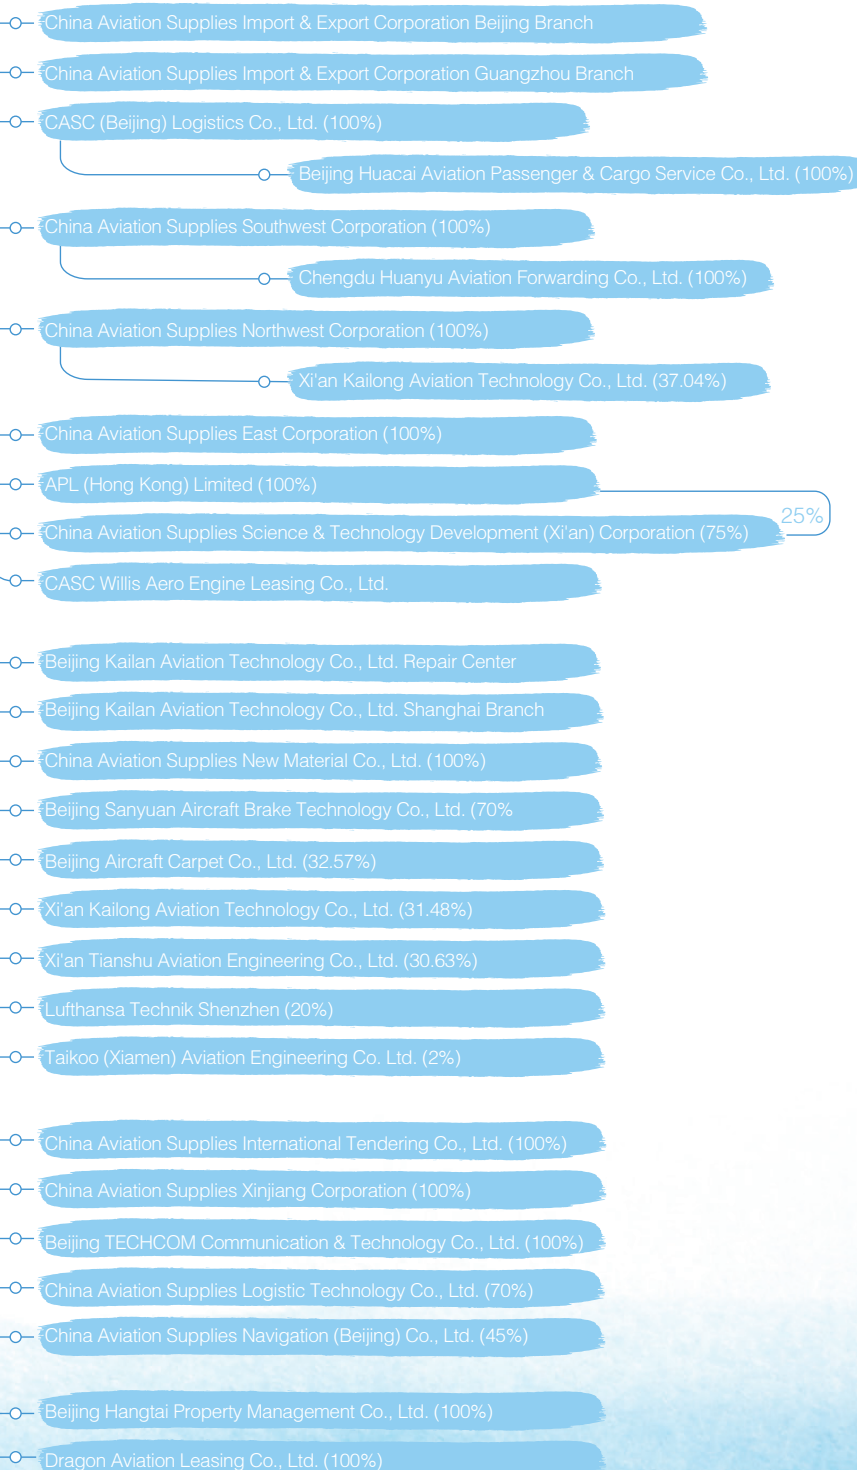 China Aviation Supplies Import & Export Corporation Beijing Branch
China Aviation Supplies Import & Export Corporation Guangzhou Branch
CASC (Beijing) Logistics Co., Ltd. (100%)
Beijing Huacai Aviation Passenger & Cargo Service Co., Ltd. (100%)
China Aviation Supplies Southwest Corporation (100%)
Chengdu Huanyu Aviation Forwarding Co., Ltd. (100%)
China Aviation Supplies Northwest Corporation (100%)
Xi'an Kailong Aviation Technology Co., Ltd. (37.04%)
China Aviation Supplies East Corporation (100%)
APL (Hong Kong) Limited (100%)
25%
China Aviation Supplies Science & Technology Development (Xi'an) Corporation (75%)
CASC Willis Aero Engine Leasing Co., Ltd.
Beijing Kailan Aviation Technology Co., Ltd. Repair Center
Beijing Kailan Aviation Technology Co., Ltd. Shanghai Branch
China Aviation Supplies New Material Co., Ltd. (100%)
Beijing Sanyuan Aircraft Brake Technology Co., Ltd. (70%
Beijing Aircraft Carpet Co., Ltd. (32.57%)
Xi'an Kailong Aviation Technology Co., Ltd. (31.48%)
Xi'an Tianshu Aviation Engineering Co., Ltd. (30.63%)
Lufthansa Technik Shenzhen (20%)
Taikoo (Xiamen) Aviation Engineering Co. Ltd. (2%)
China Aviation Supplies International Tendering Co., Ltd. (100%)
China Aviation Supplies Xinjiang Corporation (100%)
Beijing TECHCOM Communication & Technology Co., Ltd. (100%)
China Aviation Supplies Logistic Technology Co., Ltd. (70%)
China Aviation Supplies Navigation (Beijing) Co., Ltd. (45%)
Beijing Hangtai Property Management Co., Ltd. (100%)
Dragon Aviation Leasing Co., Ltd. (100%)